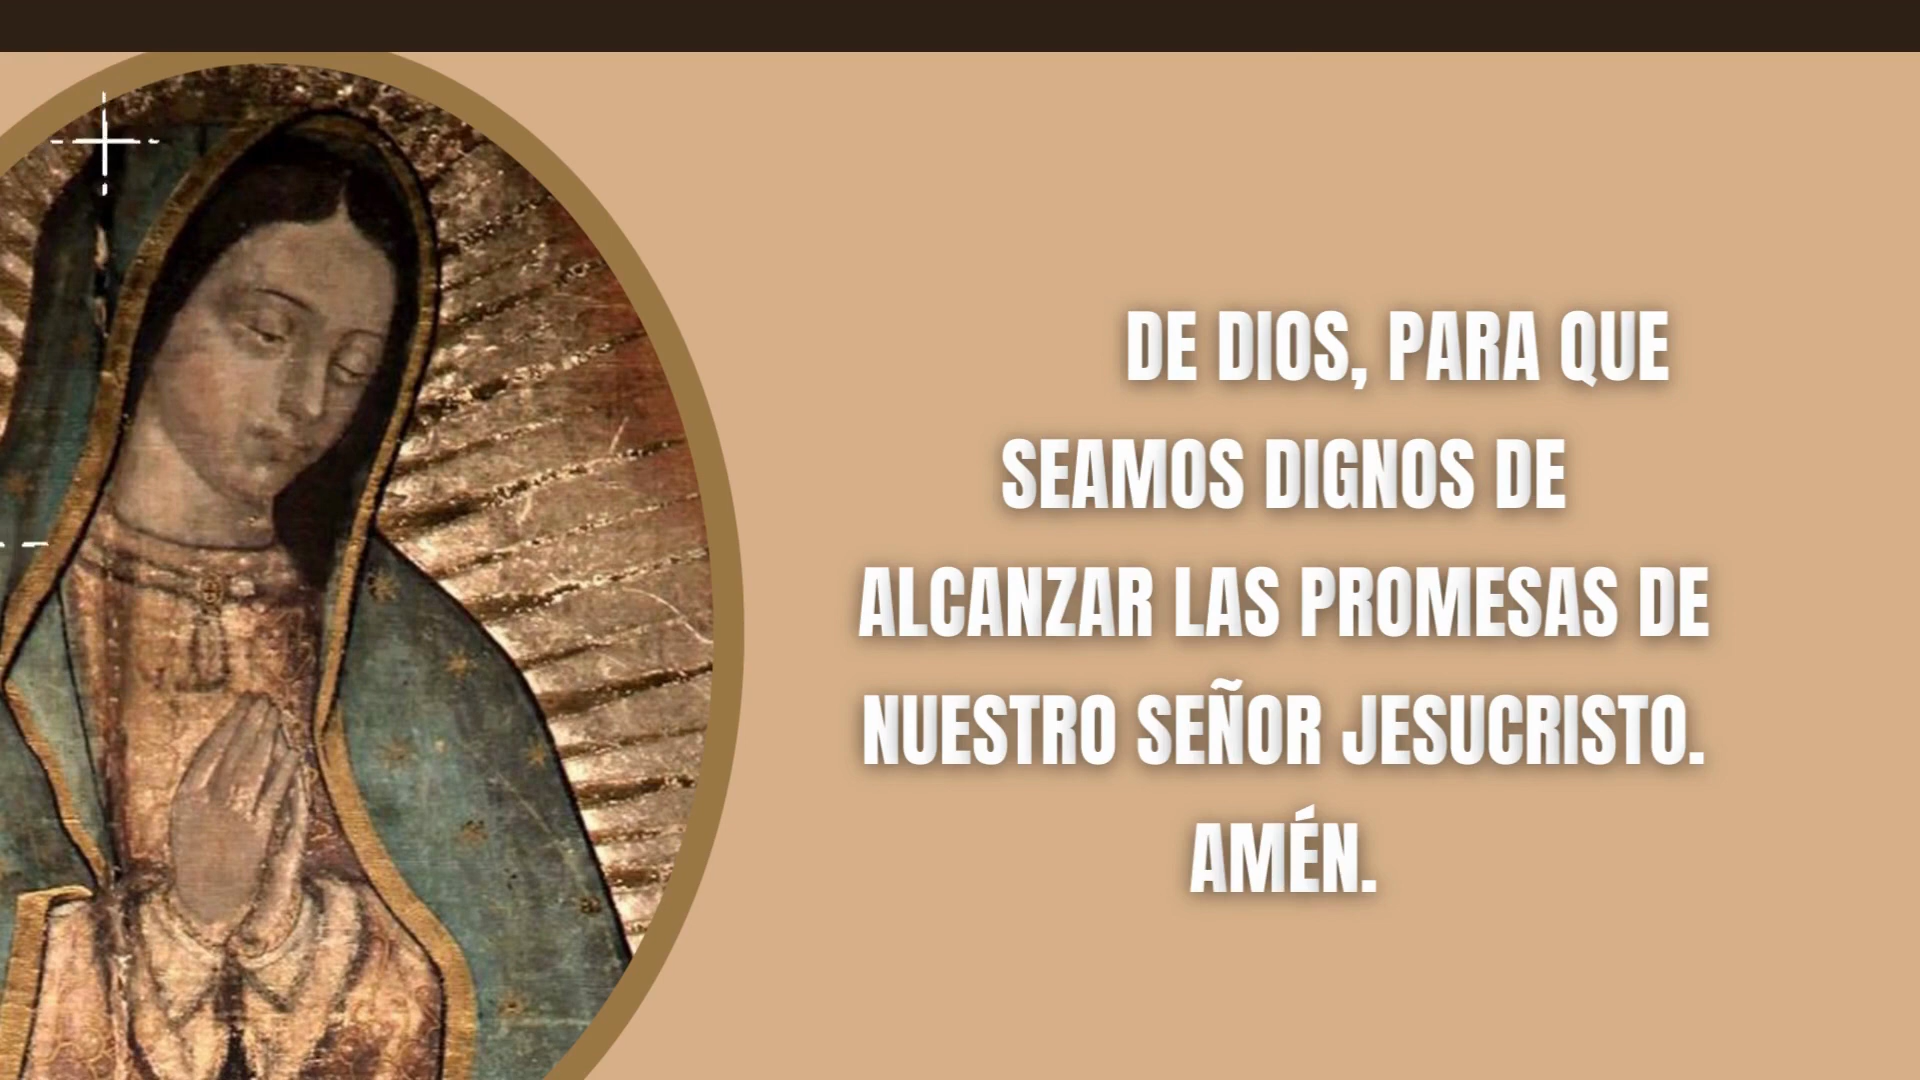 DE DIOS, PARA QUE
SEAMOS DIGNOS DE
ALCANZAR LAS PROMESAS DE
NUESTRO SEÑOR JESUCRISTO.
AMÉN.